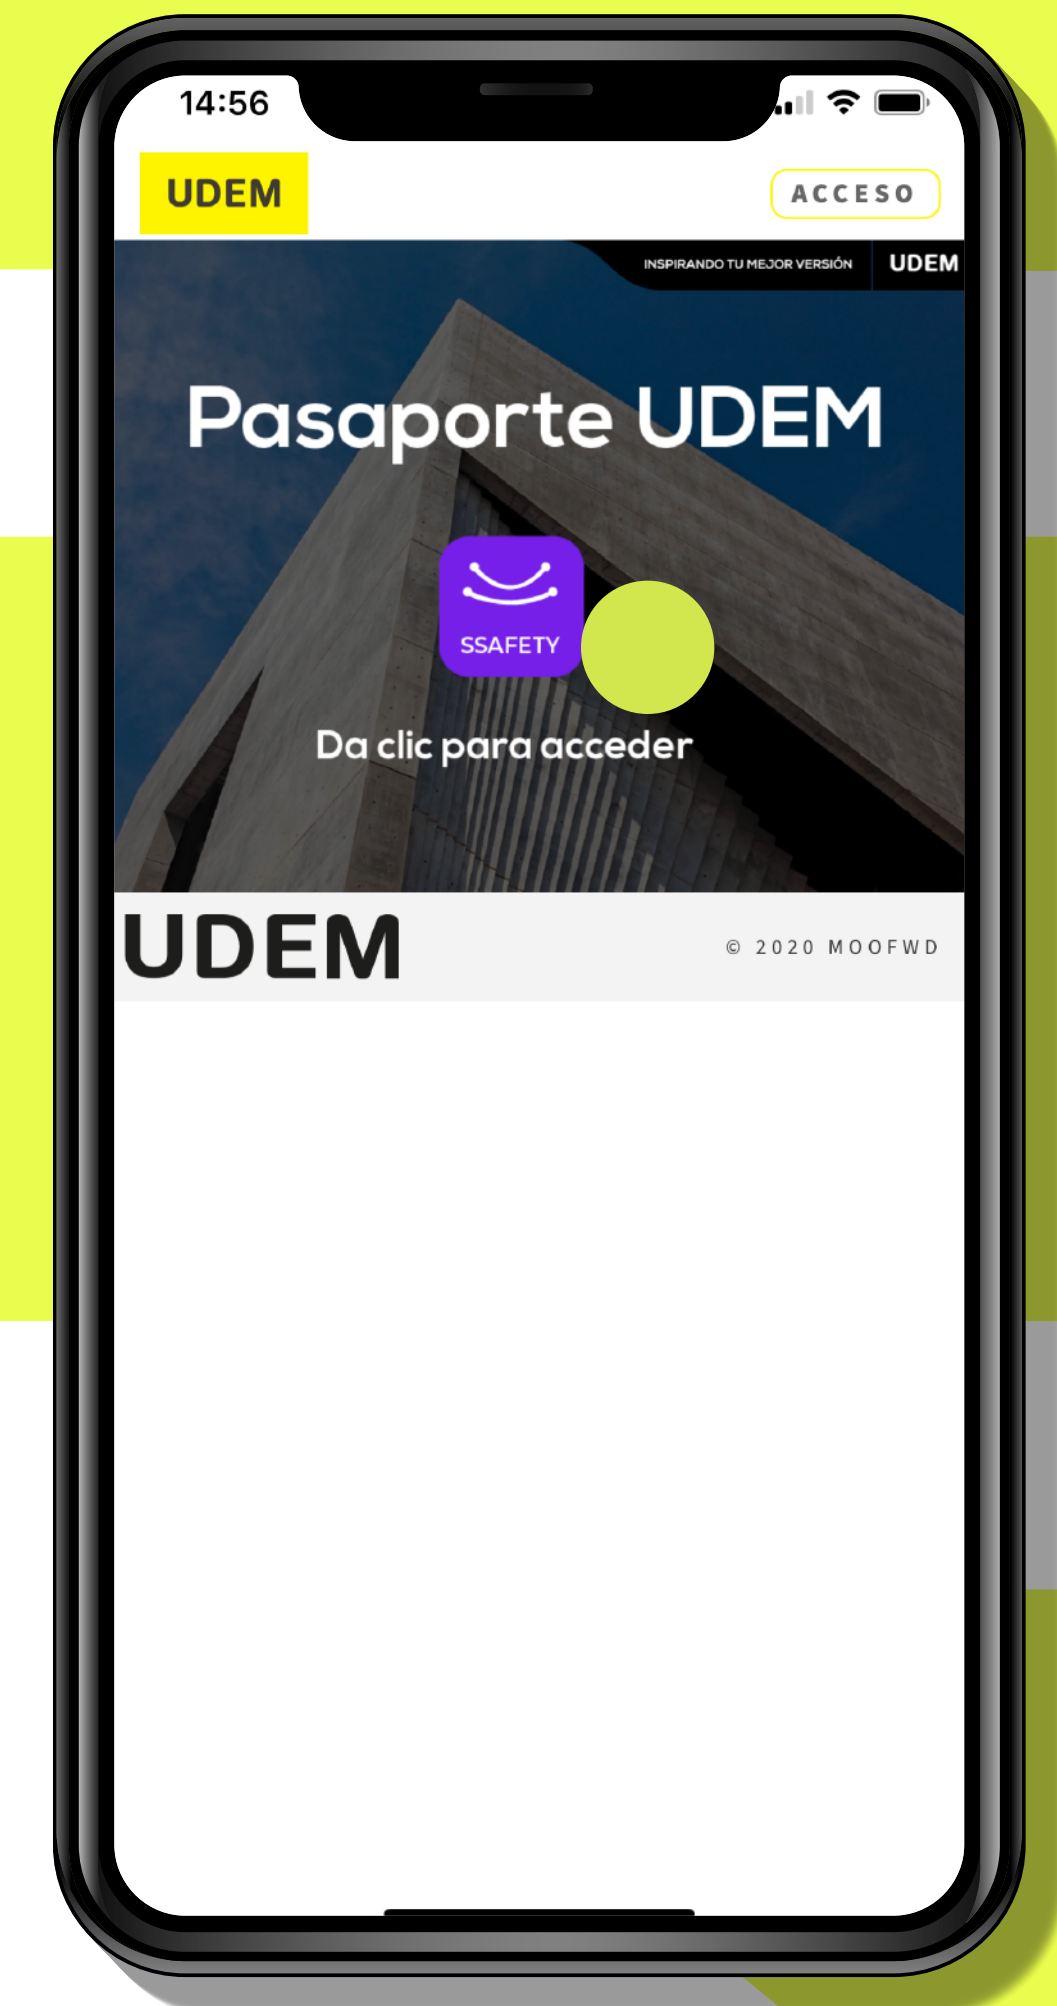 14:56
UDEM
ACCESO
INSPIRANDO TU MEJOR VERSIÓN
UDEM
Pasaporte UDEM
SSAFETY
Da clic para acceder
UDEM
© 2020 MOOFWD